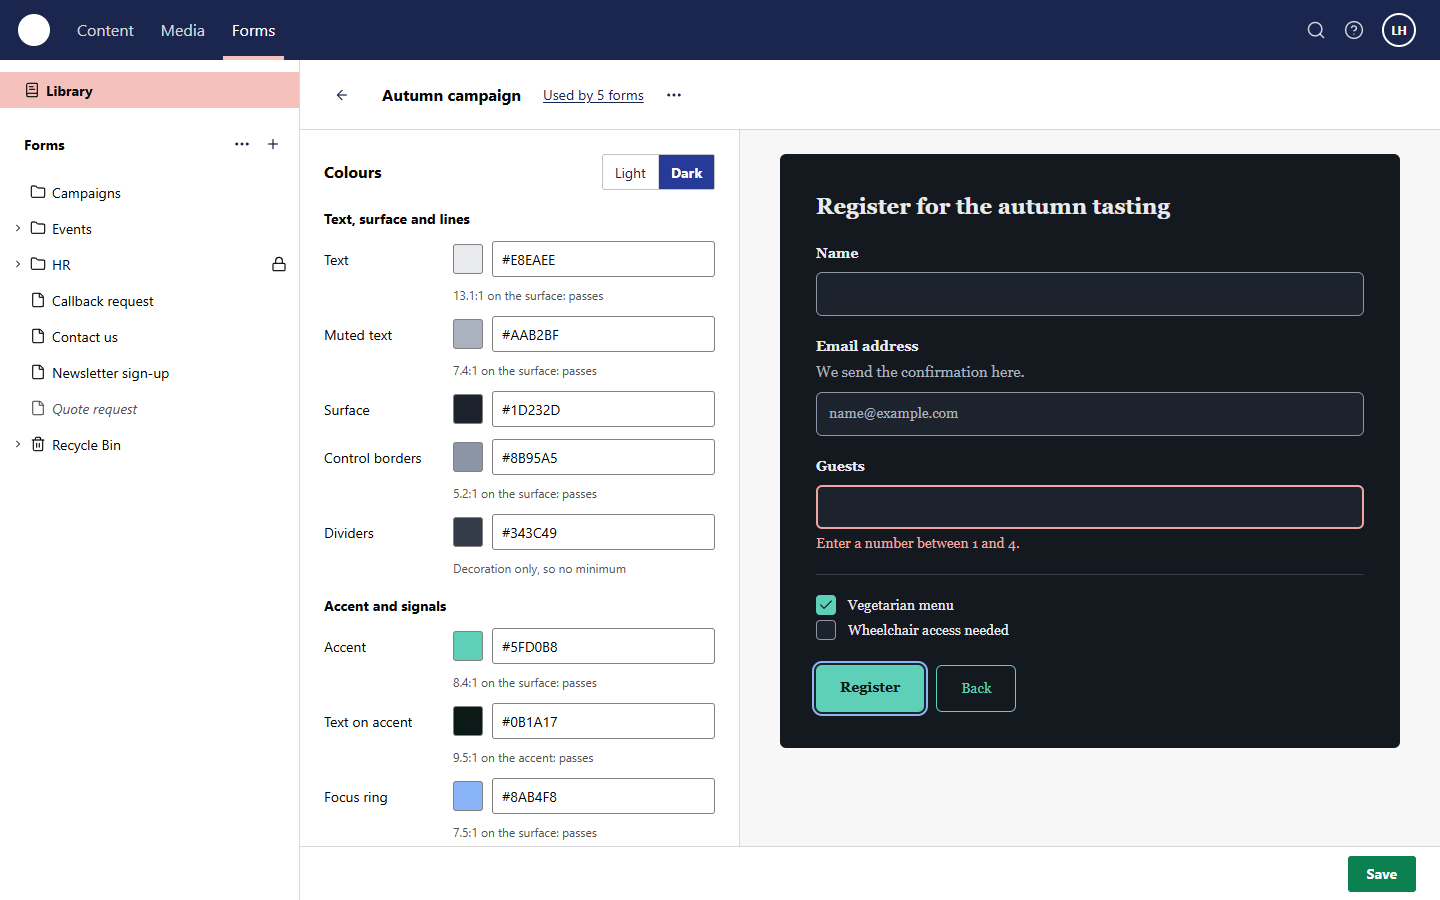 Content Media Forms
LH
Library
Forms
Campaigns
Events
HR
Callback request
Contact us
Newsletter sign-up
Quote request
Recycle Bin
Autumn campaign Used by 5 forms
Colours
Light Dark
Text, surface and lines
Text #E8EAEE
13.1:1 on the surface: passes
Muted text #AAB2BF
7.4:1 on the surface: passes
Surface #1D232D
Control borders #8B95A5
5.2:1 on the surface: passes
Dividers #343C49
Decoration only, so no minimum
Accent and signals
Accent #5FD0B8
8.4:1 on the surface: passes
Text on accent #0B1A17
9.5:1 on the accent: passes
Focus ring #8AB4F8
7.5:1 on the surface: passes
Register for the autumn tasting
Name
Email address
We send the confirmation here.
name@example.com
Guests
Enter a number between 1 and 4.
Vegetarian menu
Wheelchair access needed
Register Back
Save